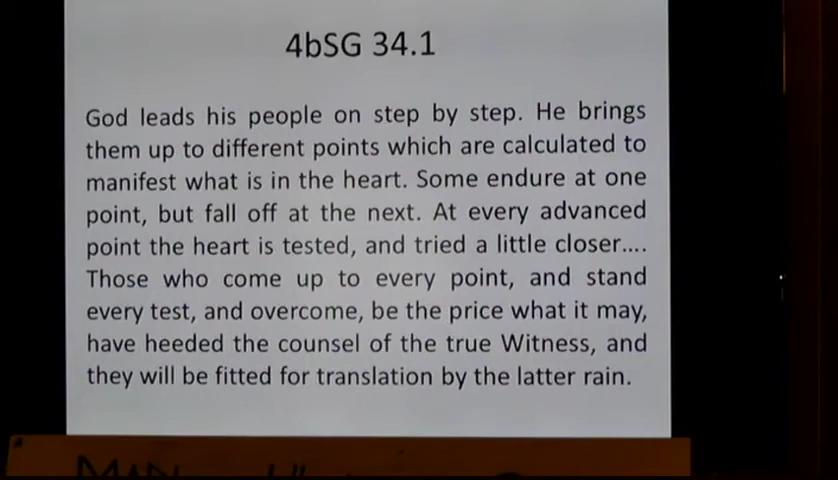 4bSG 34.1
God leads his people on step by step. He brings
them up to different points which are calculated to
manifest what is in the heart. Some endure at one
point, but fall off at the next. At every advanced
point the heart is tested, and tried a little closer....
Those who come up to every point, and stand
every test, and overcome, be the price what it may,
have heeded the counsel of the true Witness, and
they will be fitted for translation by the latter rain.